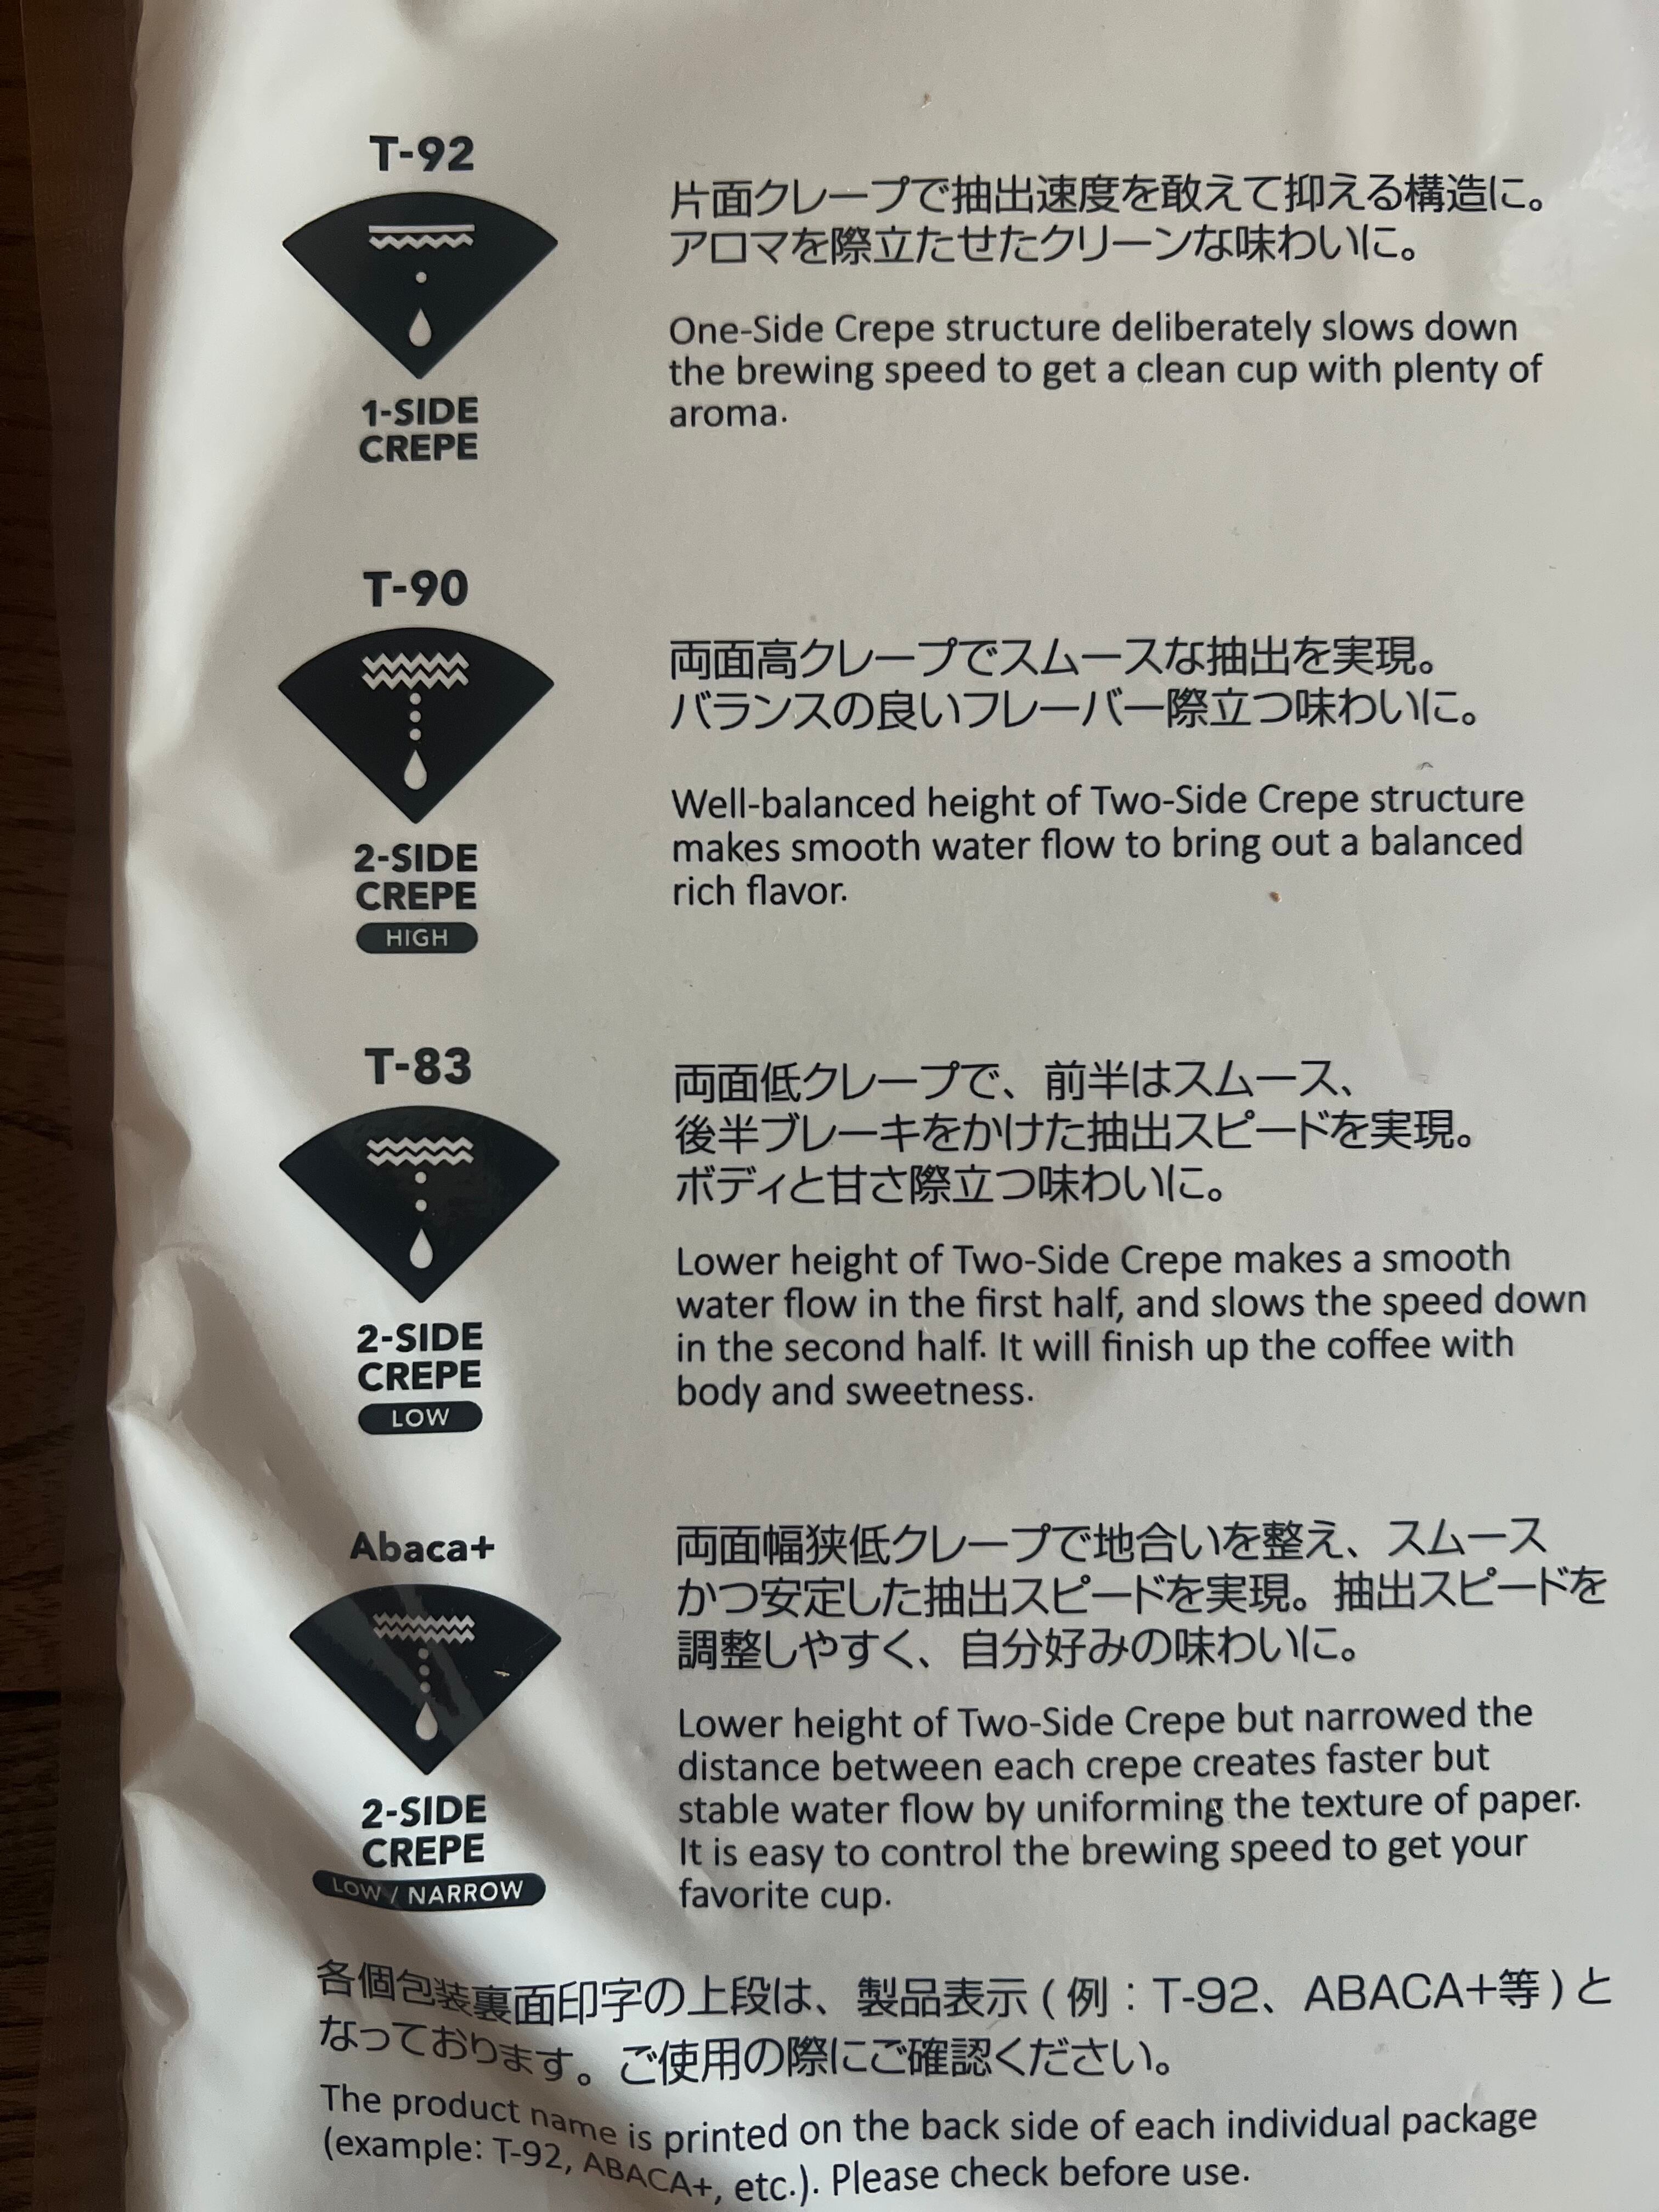 T-92
1-SIDE
CREPE
片面クレープで抽出速度を敢えて抑える構造に。
アロマを際立たせたクリーンな味わいに。
One-Side Crepe structure deliberately slows down
the brewing speed to get a clean cup with plenty of
aroma.
T-90
2-SIDE
CREPE
HIGH
両面高クレープでスムースな抽出を実現。
バランスの良いフレーバー際立つ味わいに。
Well-balanced height of Two-Side Crepe structure
makes smooth water flow to bring out a balanced
rich flavor.
T-83
2-SIDE
CREPE
LOW
両面低クレープで、前半はスムース、
後半ブレーキをかけた抽出スピードを実現。
ボディと甘さ際立つ味わいに。
Lower height of Two-Side Crepe makes a smooth
water flow in the first half, and slows the speed down
in the second half. It will finish up the coffee with
body and sweetness.
Abaca+
2-SIDE
CREPE
LOW / NARROW
両面幅狭低クレープで地合いを整え、スムース
かつ安定した抽出スピードを実現。抽出スピードを
調整しやすく、自分好みの味わいに。
Lower height of Two-Side Crepe but narrowed the
distance between each crepe creates faster but
stable water flow by uniforming the texture of paper.
It is easy to control the brewing speed to get your
favorite cup.
各個包装裏面印字の上段は、製品表示(例：T-92、ABACA+等)と
なっております。ご使用の際にご確認ください。
The product name is printed on the back side of each individual package
(example: T-92, ABACA+, etc.). Please check before use.